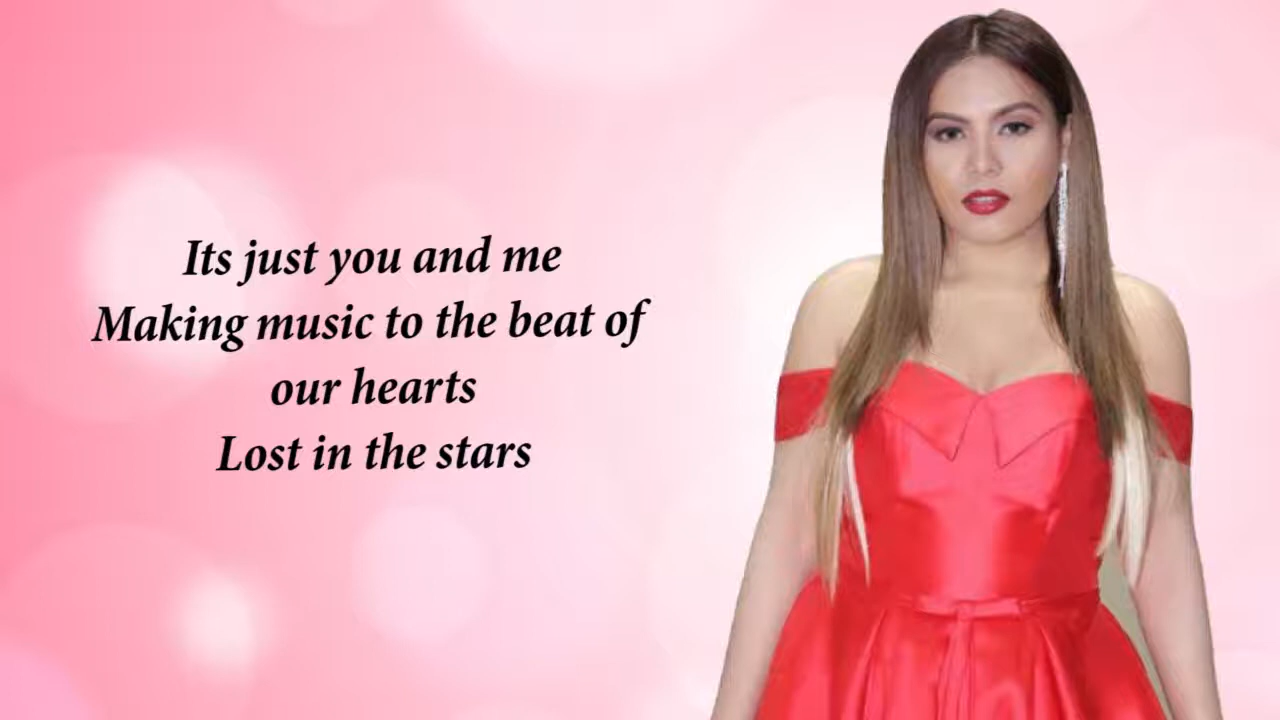 Its just you and me
Making music to the beat of
our hearts
Lost in the stars